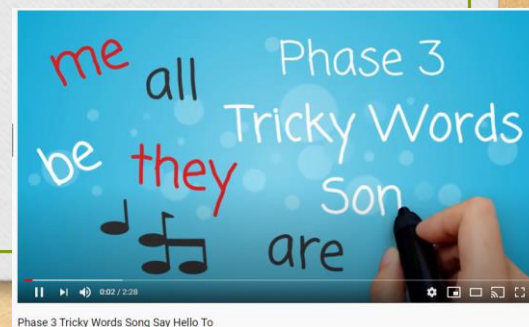 me
all
be
they
are
Phase 3
Tricky Words
Son
0:02 / 2:28
Phase 3 Tricky Words Song Say Hello To